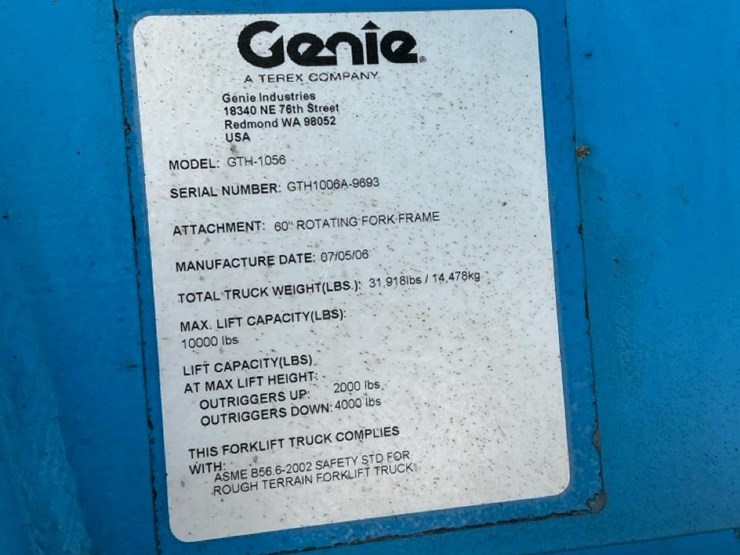 Genie
A TEREX COMPANY
Genie Industries
18340 NE 76th Street
Redmond WA 98052
USA
MODEL: GTH-1056
SERIAL NUMBER: GTH1006A-9693
ATTACHMENT: 60" ROTATING FORK FRAME
MANUFACTURE DATE: 07/05/06
TOTAL TRUCK WEIGHT(LBS.): 31,918lbs / 14,478kg
MAX. LIFT CAPACITY(LBS):
10000 lbs
LIFT CAPACITY(LBS)
AT MAX LIFT HEIGHT:
OUTRIGGERS UP: 2000 lbs
OUTRIGGERS DOWN: 4000 lbs
THIS FORKLIFT TRUCK COMPLIES
WITH:
ASME B56.6-2002 SAFETY STD FOR
ROUGH TERRAIN FORKLIFT TRUCK